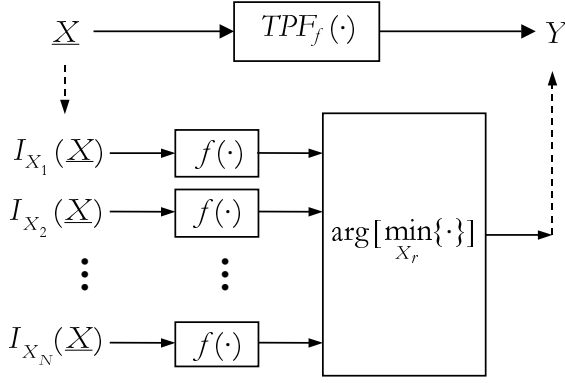 X TPF_f(·) Y
I_{X_1}(X) f(·)
I_{X_2}(X) f(·)
arg[min_{X_r}{·}]
I_{X_N}(X) f(·)